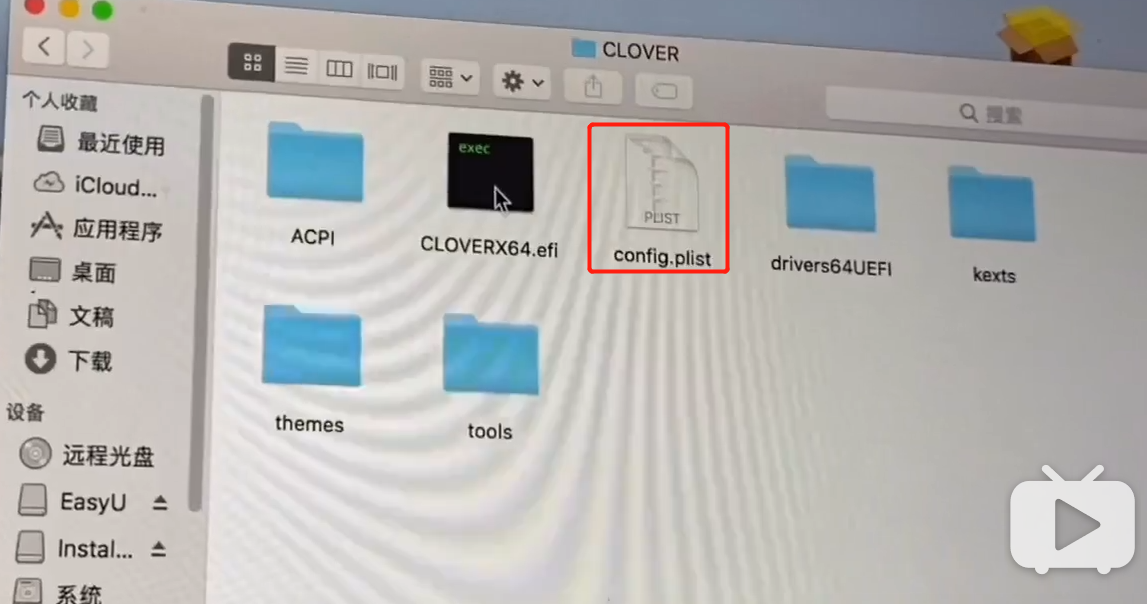 CLOVER
搜索
个人收藏
最近使用
iCloud...
应用程序
桌面
文稿
下载
设备
远程光盘
EasyU
Instal...
系统
ACPI
exec
CLOVERX64.efi
PLIST
config.plist
drivers64UEFI
kexts
themes
tools